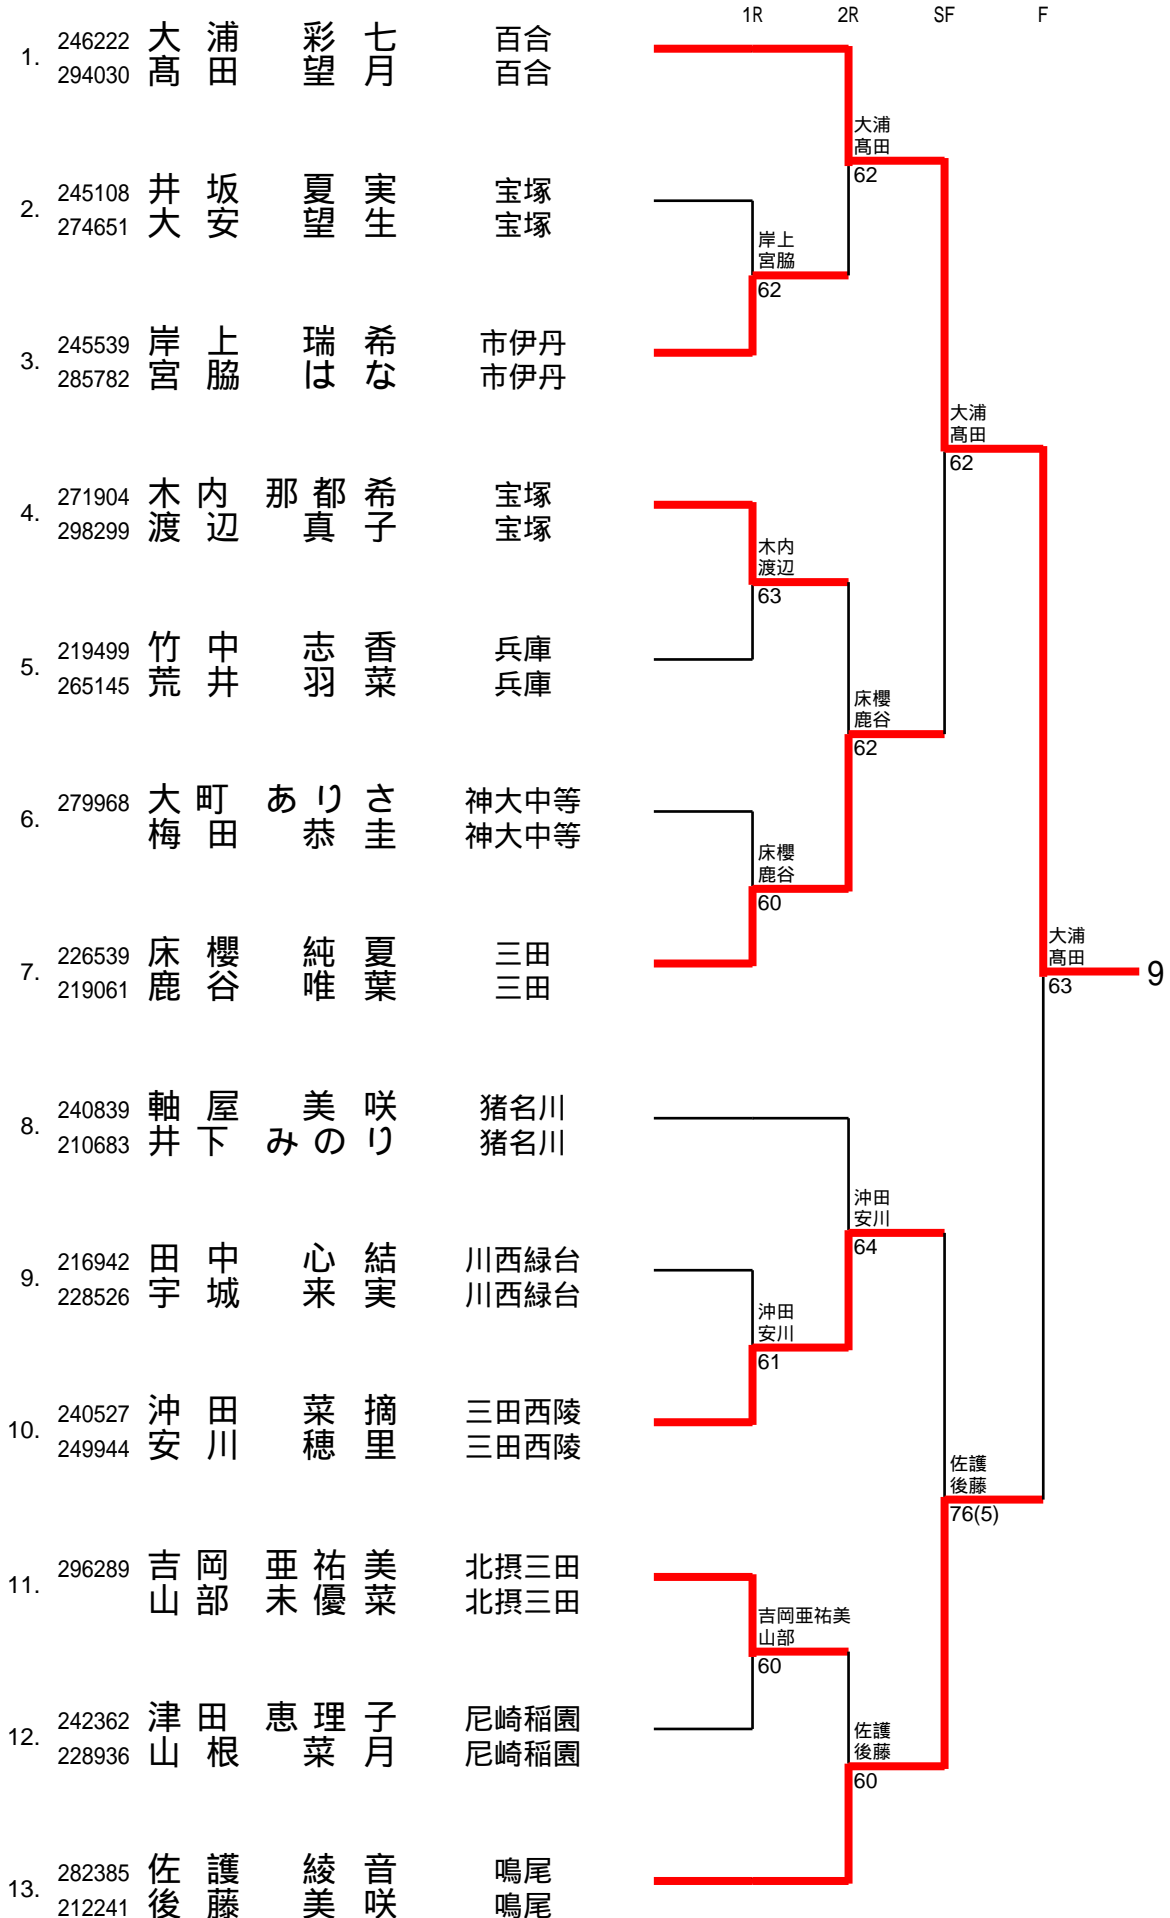 1R 2R SF F
1. 246222 大浦 彩七 百合
294030 髙田 望月 百合
大浦
髙田
62
2. 245108 井坂 夏実 宝塚
274651 大安 望生 宝塚
岸上
宮脇
62
3. 245539 岸上 瑞希 市伊丹
285782 宮脇 はな 市伊丹
大浦
髙田
62
4. 271904 木内 那都希 宝塚
298299 渡辺 真子 宝塚
木内
渡辺
63
5. 219499 竹中 志香 兵庫
265145 荒井 羽菜 兵庫
床櫻
鹿谷
62
6. 279968 大町 ありさ 神大中等
梅田 恭圭 神大中等
床櫻
鹿谷
60
7. 226539 床櫻 純夏 三田
219061 鹿谷 唯葉 三田
大浦
髙田
63
9
8. 240839 軸屋 美咲 猪名川
210683 井下 みのり 猪名川
沖田
安川
64
9. 216942 田中 心結 川西緑台
228526 宇城 来実 川西緑台
沖田
安川
61
10. 240527 沖田 菜摘 三田西陵
249944 安川 穂里 三田西陵
佐護
後藤
76(5)
11. 296289 吉岡 亜祐美 北摂三田
山部 未優菜 北摂三田
吉岡亜祐美
山部
60
12. 242362 津田 恵理子 尼崎稲園
228936 山根 菜月 尼崎稲園
佐護
後藤
60
13. 282385 佐護 綾音 鳴尾
212241 後藤 美咲 鳴尾